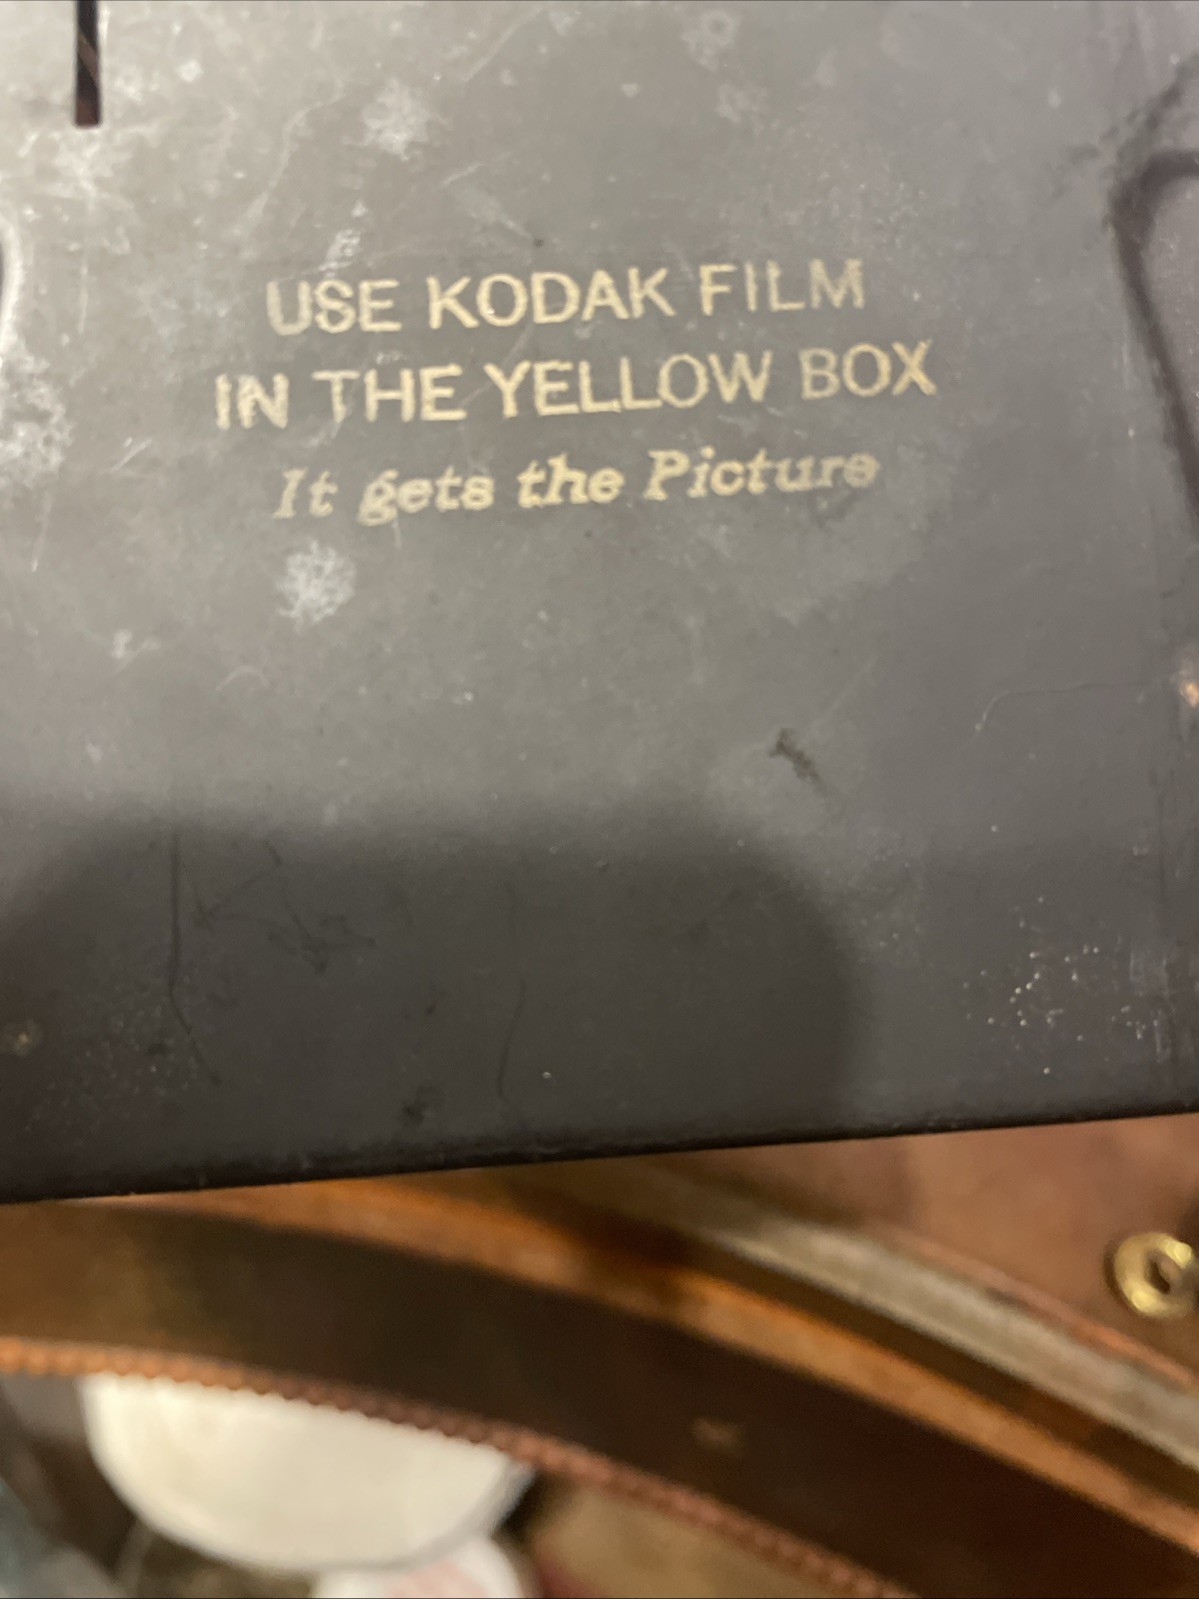 USE KODAK FILM
IN THE YELLOW BOX
It gets the Picture